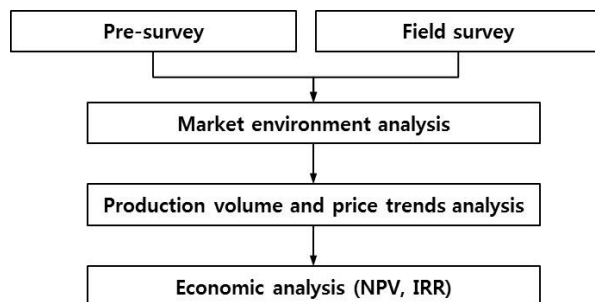 Pre-survey
Field survey
Market environment analysis
Production volume and price trends analysis
Economic analysis (NPV, IRR)